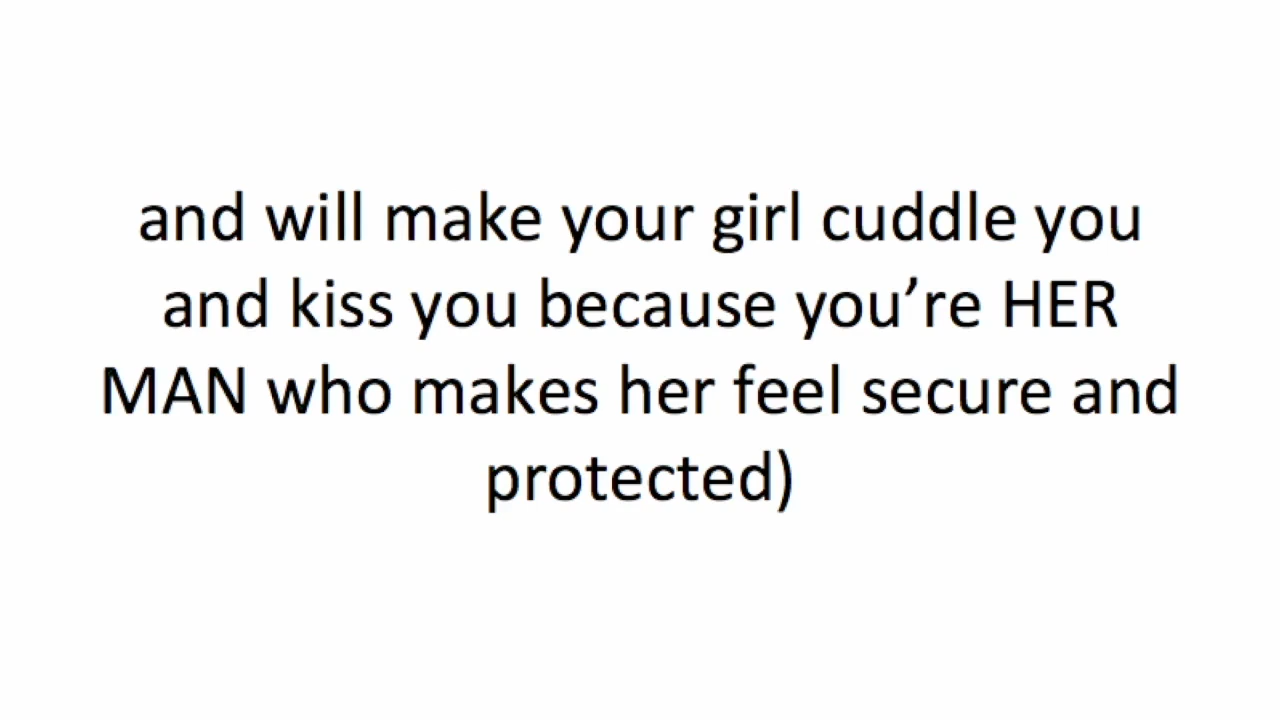 and will make your girl cuddle you
and kiss you because you’re HER
MAN who makes her feel secure and
protected)